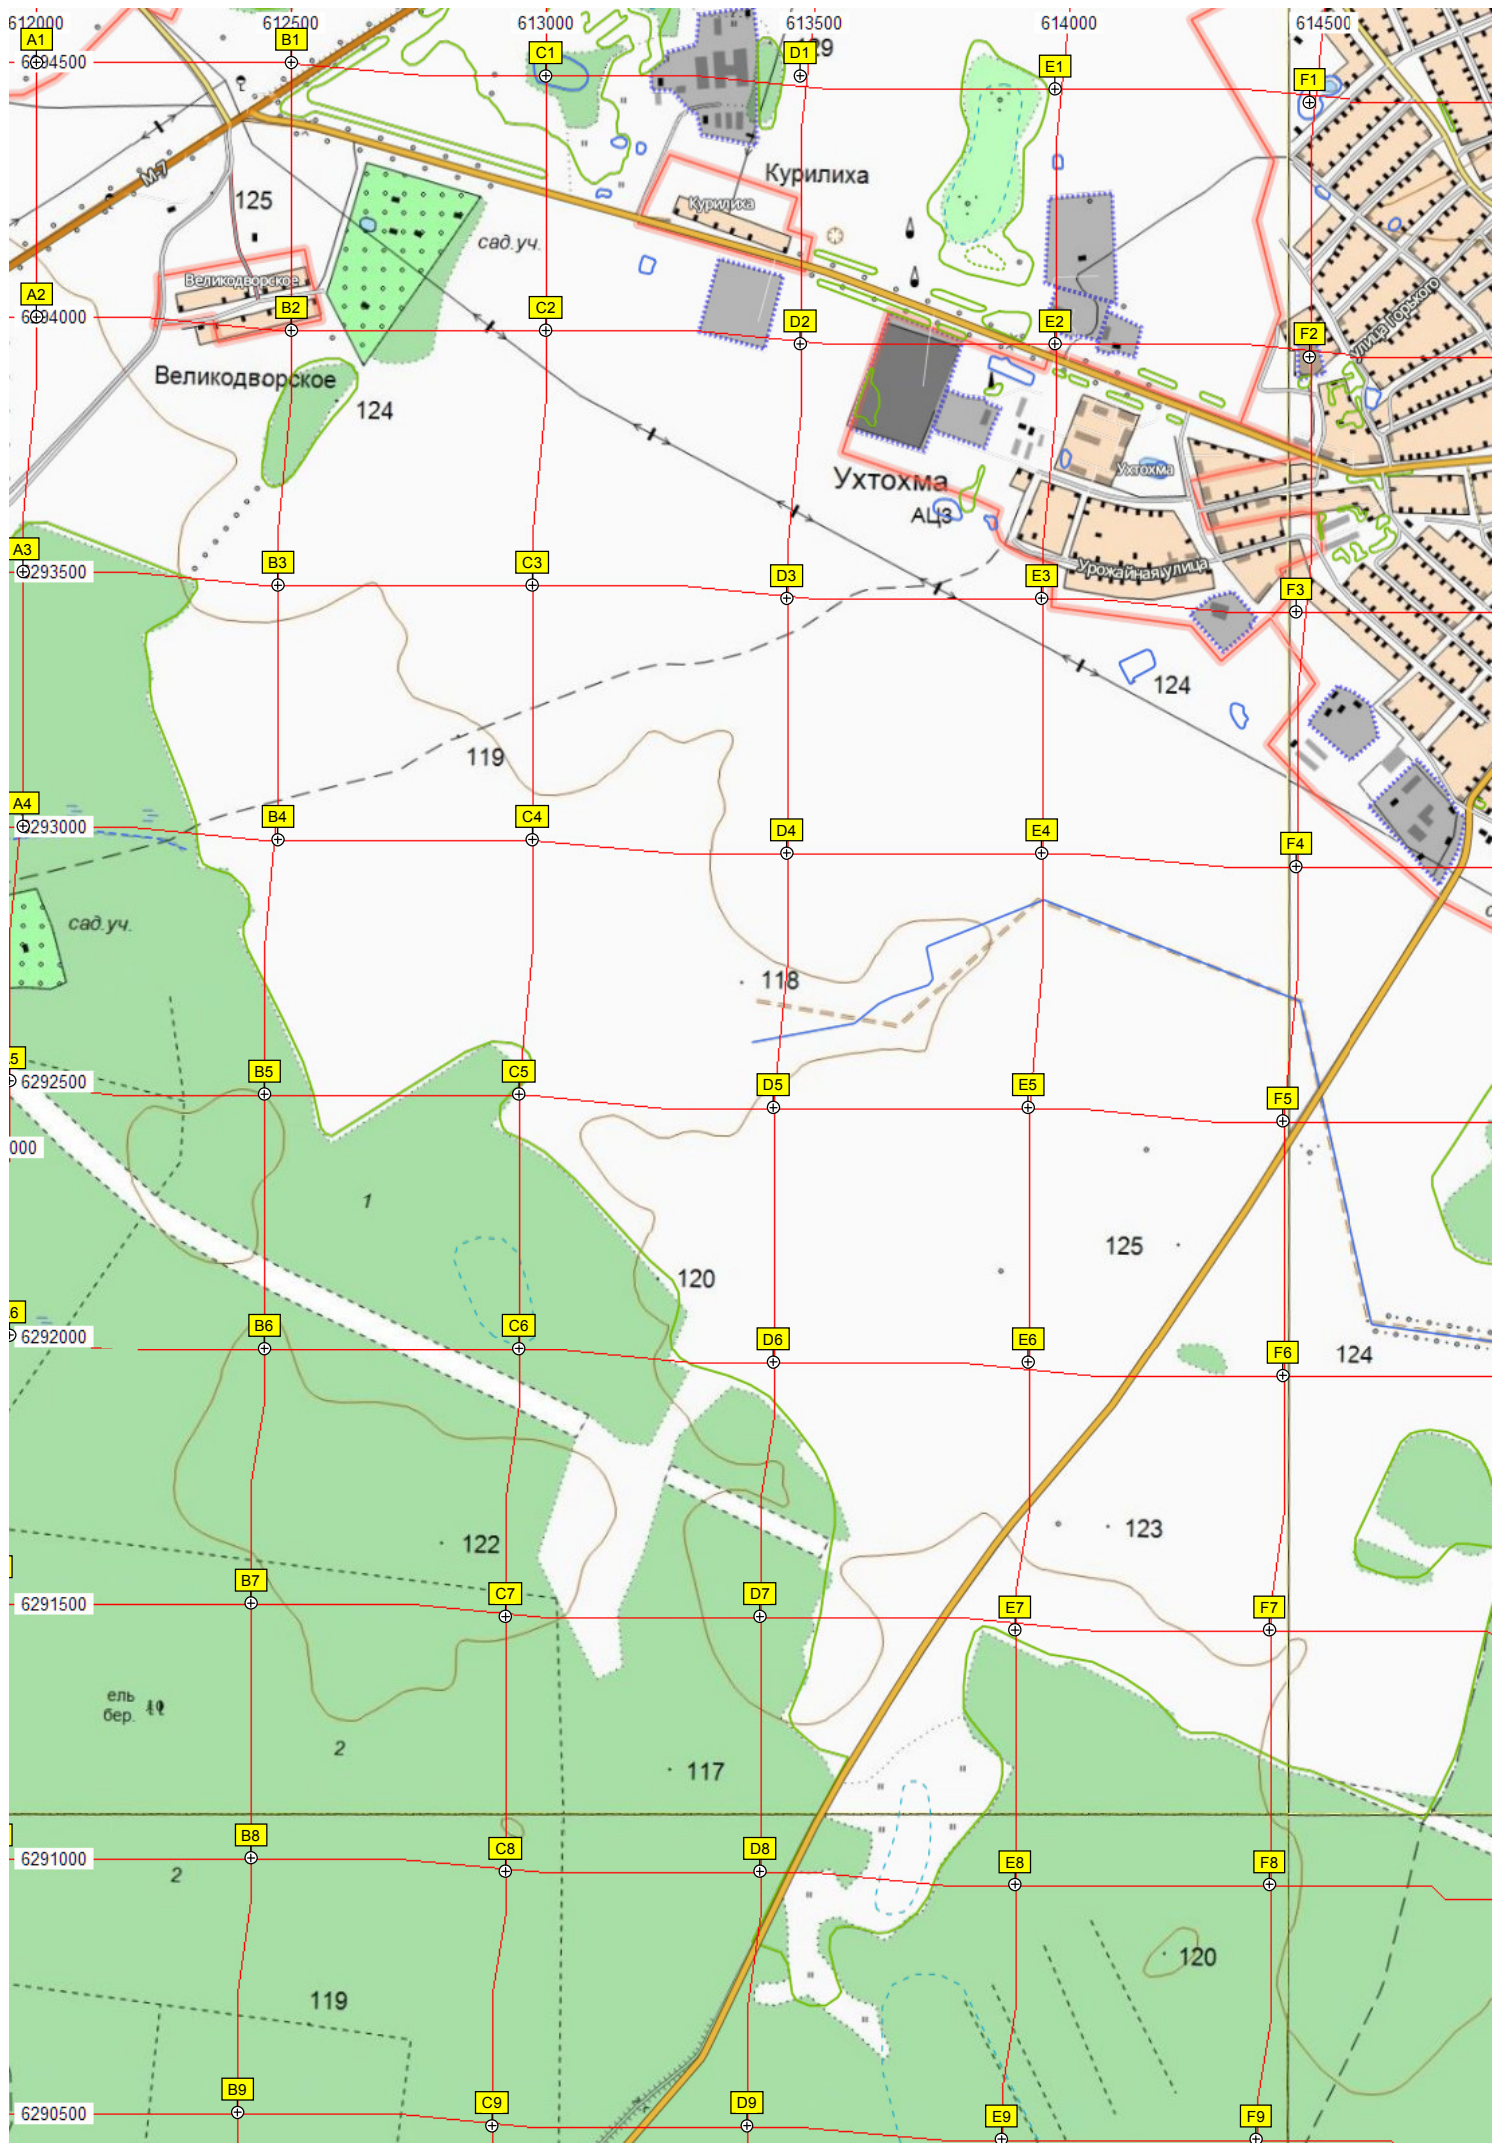 612000 612500 613000 613500 614000 614500
A1 B1 C1 D1 E1 F1
6294500
M-7
125
Курилиха
Курилиха
сад.уч.
Великодворское
A2 B2 C2 D2 E2 F2
6294000
улица Горького
Великодворское
124
Ухтохма
Ухтохма
АЦЗ
A3 B3 C3 D3 E3 F3
6293500
Урожайная улица
124
119
A4 B4 C4 D4 E4 F4
6293000
сад.уч.
118
B5 C5 D5 E5 F5
6292500
000
1
125
120
B6 C6 D6 E6 F6
6292000
124
122
123
B7 C7 D7 E7 F7
6291500
ель
бер.
2
117
B8 C8 D8 E8 F8
6291000
2
120
119
B9 C9 D9 E9 F9
6290500